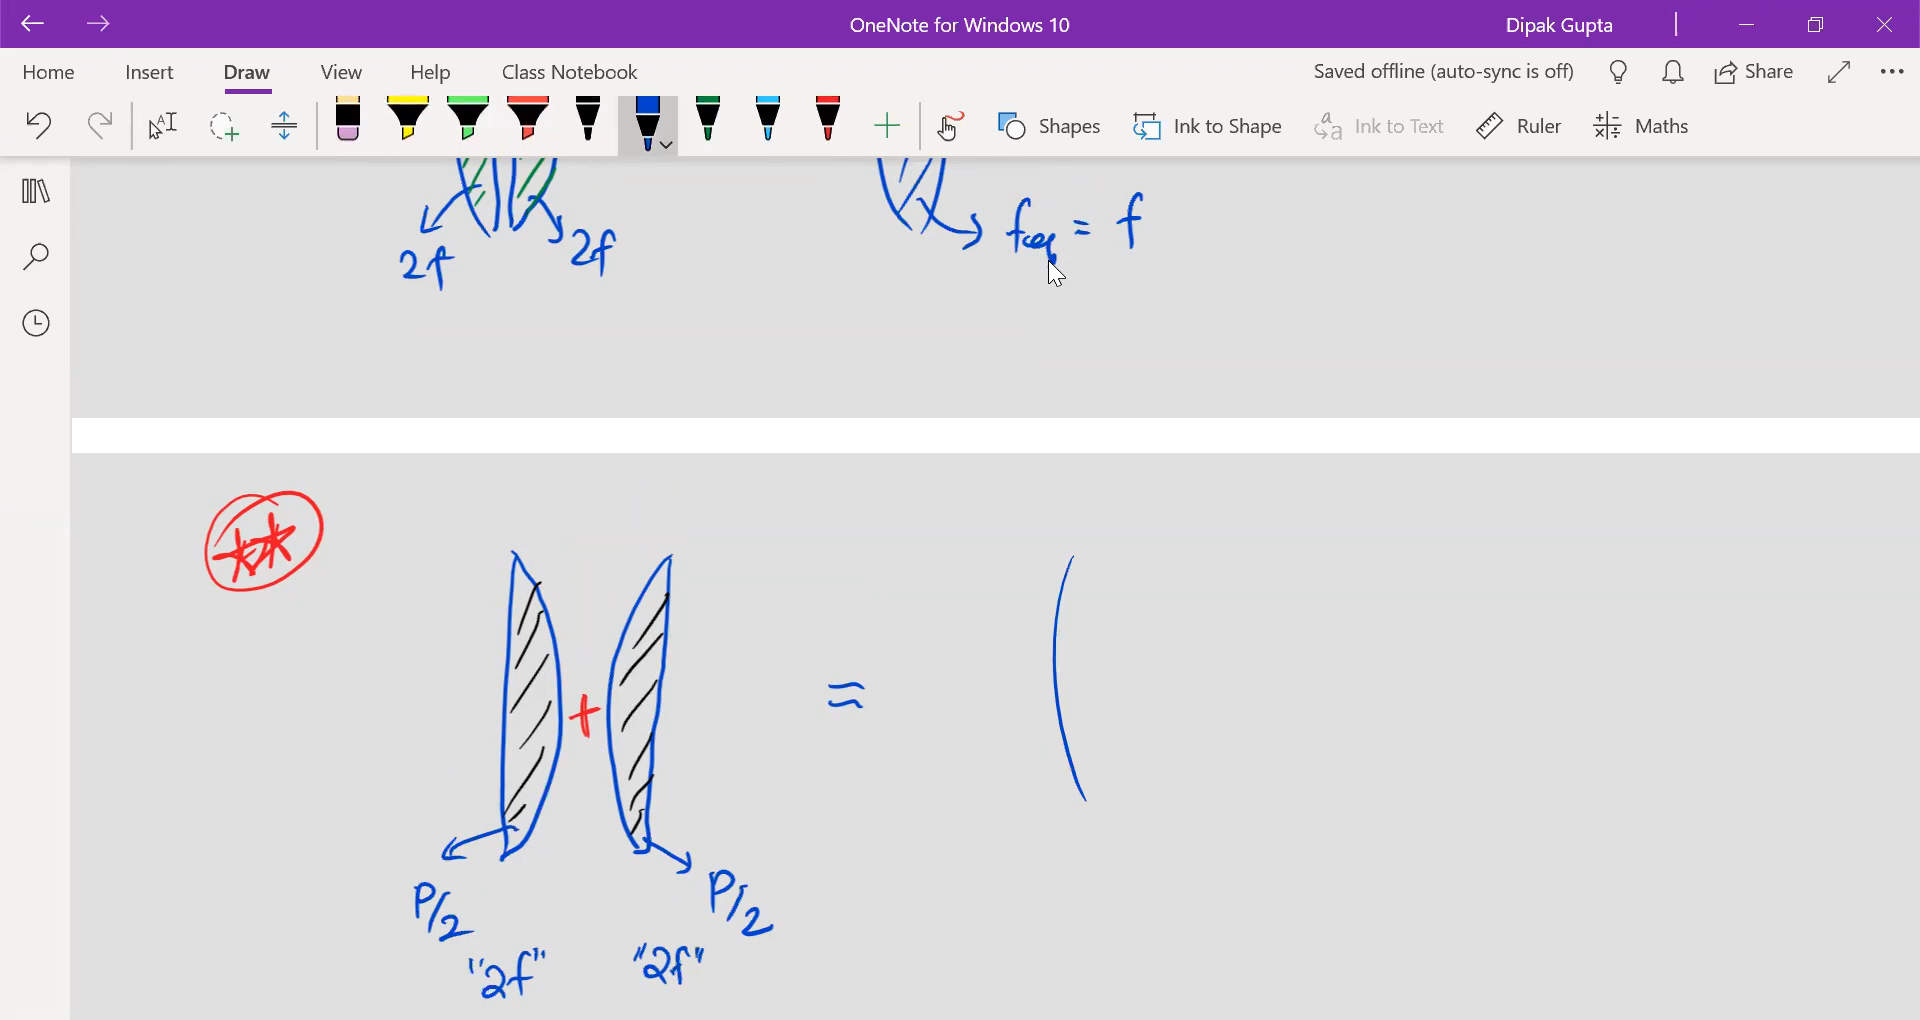 OneNote for Windows 10
Dipak Gupta
Home Insert Draw View Help Class Notebook
Saved offline (auto-sync is off) Share
AI Shapes Ink to Shape a a Ink to Text Ruler Maths
2f 2f feq = f
+ ≈
P/2 P/2
"2f" "2f"